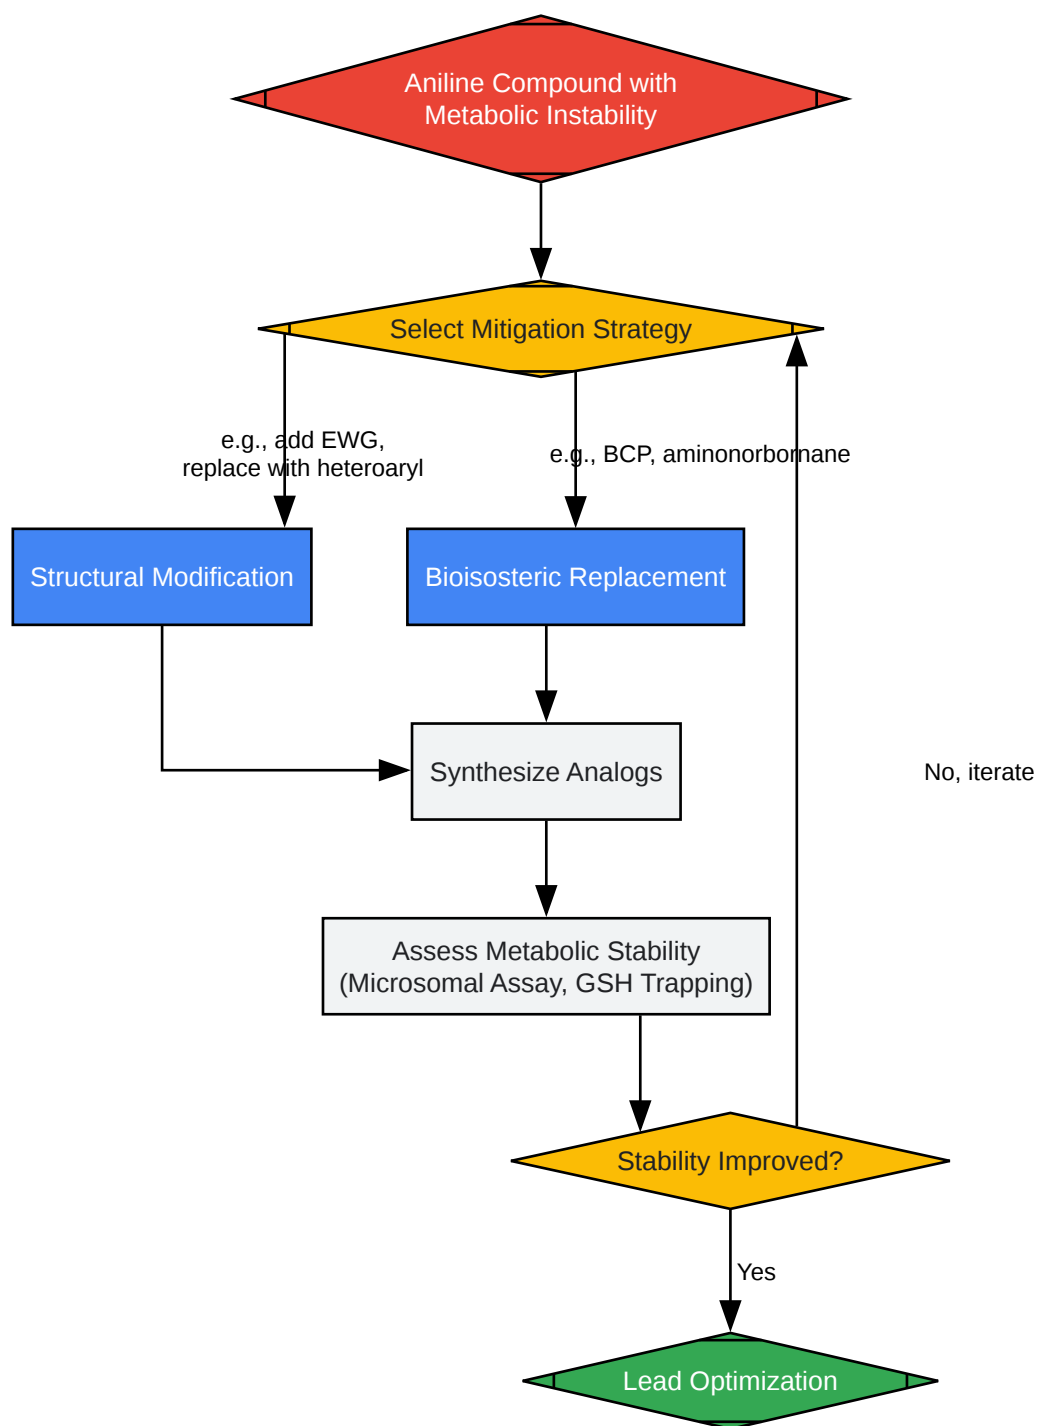 Aniline Compound with
Metabolic Instability
Select Mitigation Strategy
e.g., add EWG,
replace with heteroaryl
e.g., BCP, aminonorbornane
Structural Modification
Bioisosteric Replacement
Synthesize Analogs
No, iterate
Assess Metabolic Stability
(Microsomal Assay, GSH Trapping)
Stability Improved?
Yes
Lead Optimization